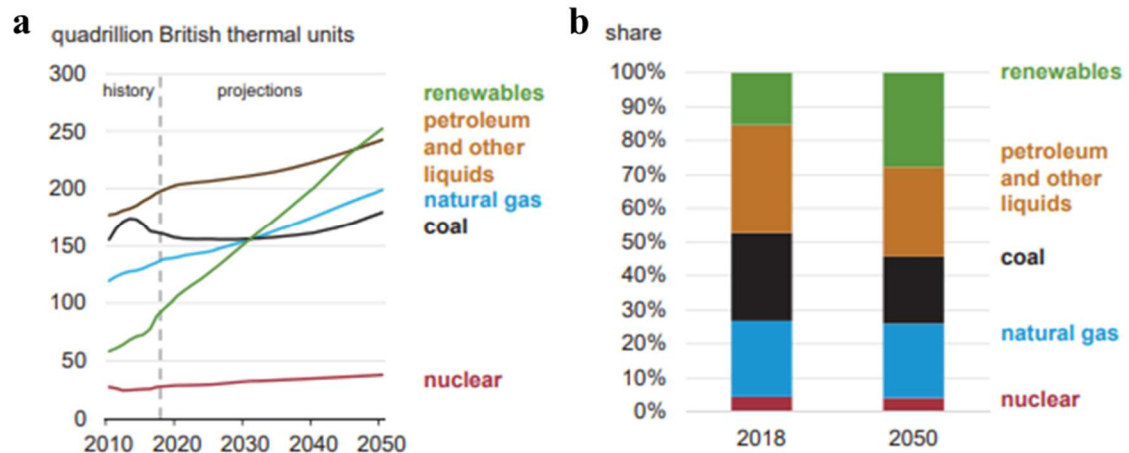 a
quadrillion British thermal units
300
250
200
150
100
50
0
history
projections
renewables
petroleum
and other
liquids
natural gas
coal
nuclear
2010 2020 2030 2040 2050
b
share
100%
90%
80%
70%
60%
50%
40%
30%
20%
10%
0%
renewables
petroleum
and other
liquids
coal
natural gas
nuclear
2018 2050